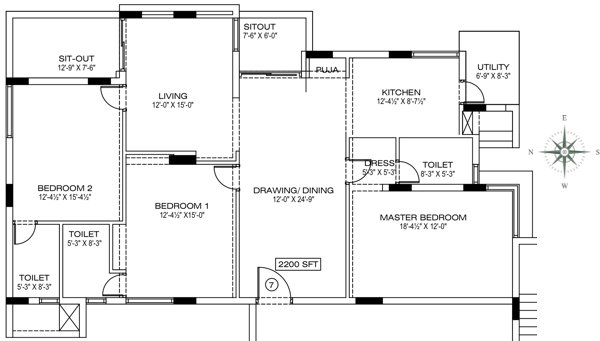 SIT-OUT
12'-9" X 7'-6"
SITOUT
7'-6" X 6'-0"
LIVING
12'-0" X 15'-0"
PUJA
KITCHEN
12'-4½" X 8'-7½"
UTILITY
6'-9" X 8'-3"
E
N
S
W
BEDROOM 2
12'-4½" X 15'-4½"
BEDROOM 1
12'-4½" X15'-0"
DRAWING/ DINING
12'-0" X 24'-9"
DRESS
5'-3" X 5'-3"
TOILET
8'-3" X 5'-3"
MASTER BEDROOM
18'-4½" X 12'-0"
TOILET
5'-3" X 8'-3"
TOILET
5'-3" X 8'-3"
2200 SFT
7